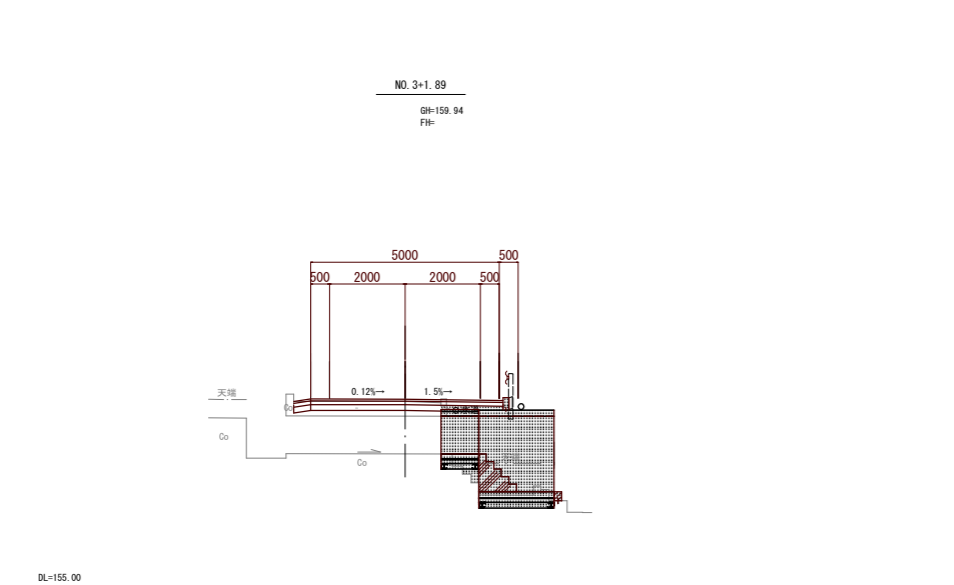 NO.3+1.89
GH=159.94
FH=
5000 500
500 2000 2000 500
0.12%→ 1.5%→
天端
Co
Co
Co
DL=155.00